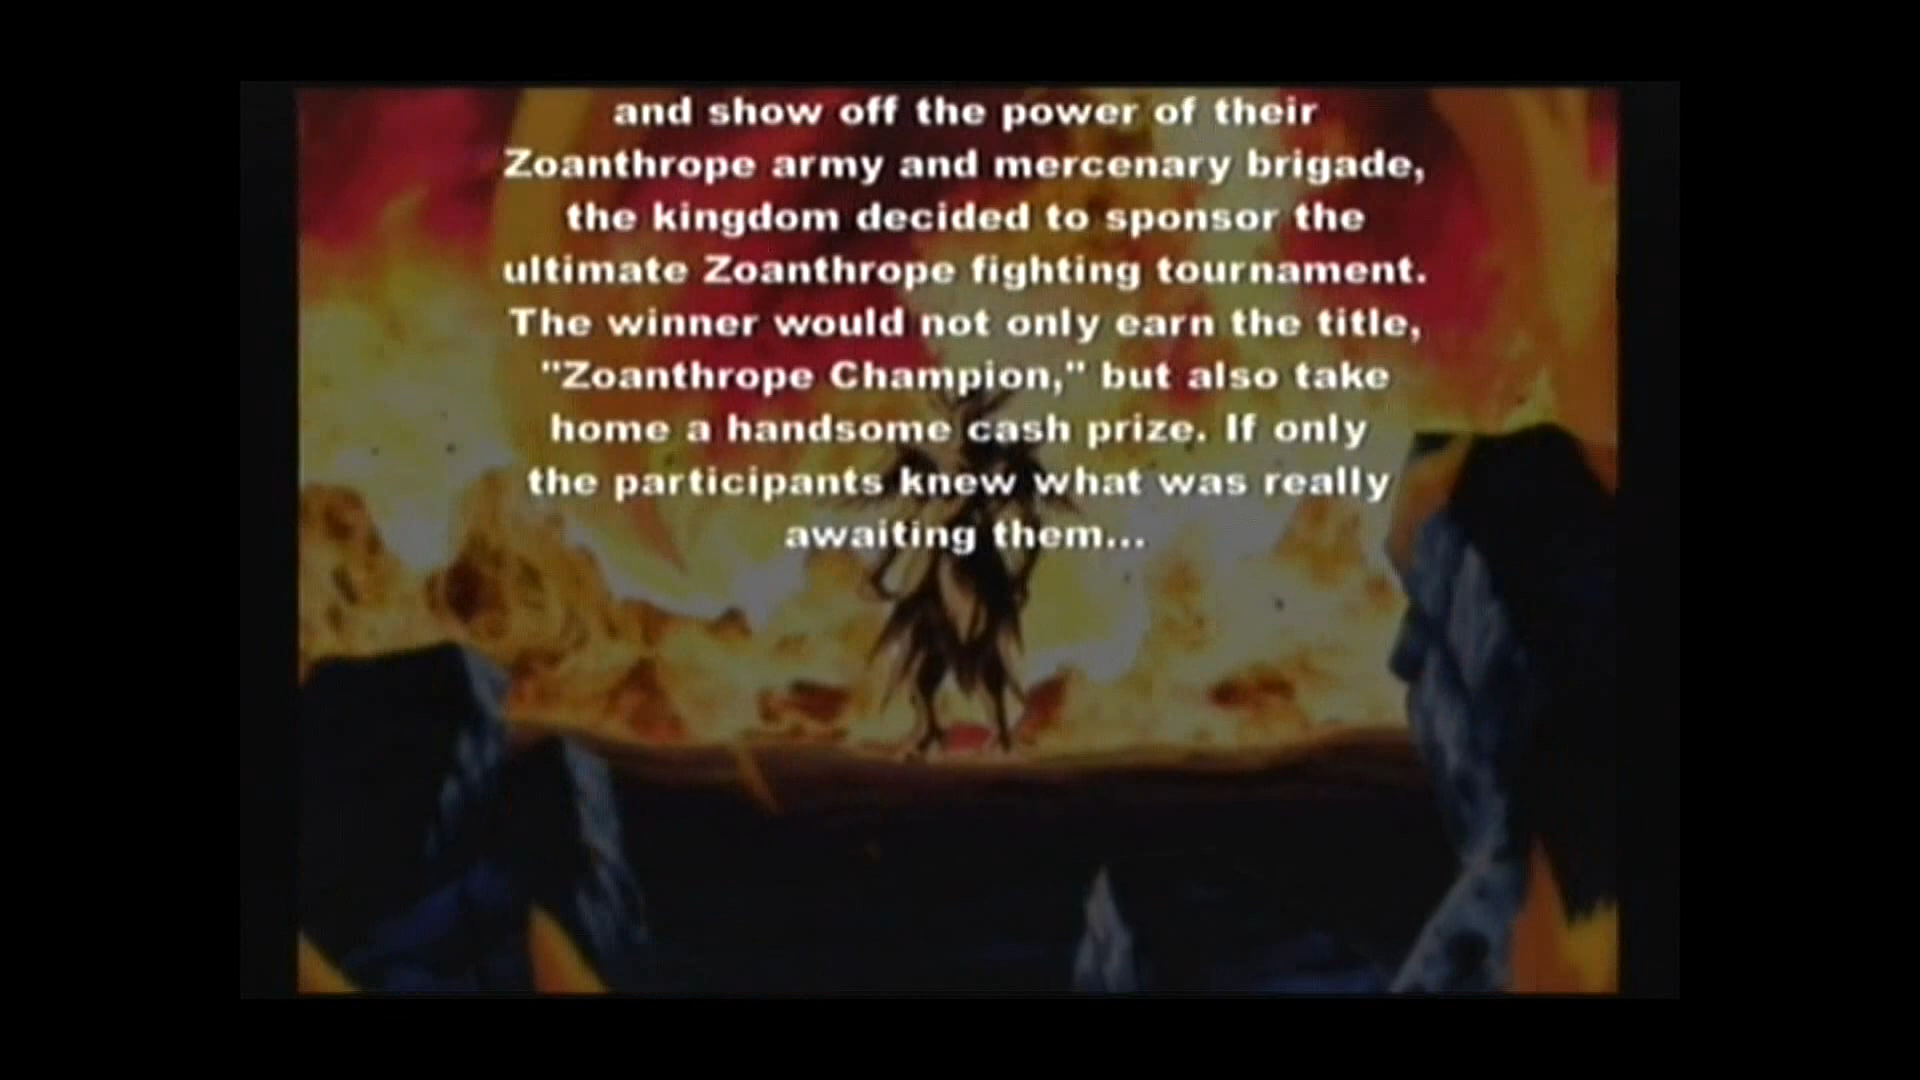 and show off the power of their
Zoanthrope army and mercenary brigade,
the kingdom decided to sponsor the
ultimate Zoanthrope fighting tournament.
The winner would not only earn the title,
"Zoanthrope Champion," but also take
home a handsome cash prize. If only
the participants knew what was really
awaiting them...